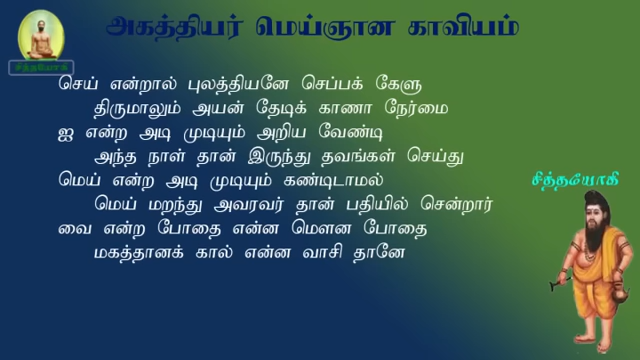 அகத்தியர் மெய்ஞான காவியம்
சித்தயோகி
செய் என்றால் புலத்தியனே செப்பக் கேளு
திருமாலும் அயன் தேடிக் காணா நேர்மை
ஐ என்ற அடி முடியும் அறிய வேண்டி
அந்த நாள் தான் இருந்து தவங்கள் செய்து
மெய் என்ற அடி முடியும் கண்டிடாமல்
சித்தயோகி
மெய் மறந்து அவரவர் தான் பதியில் சென்றார்
வை என்ற போதை என்ன மௌன போதை
மகத்தானக் கால் என்ன வாசி தானே